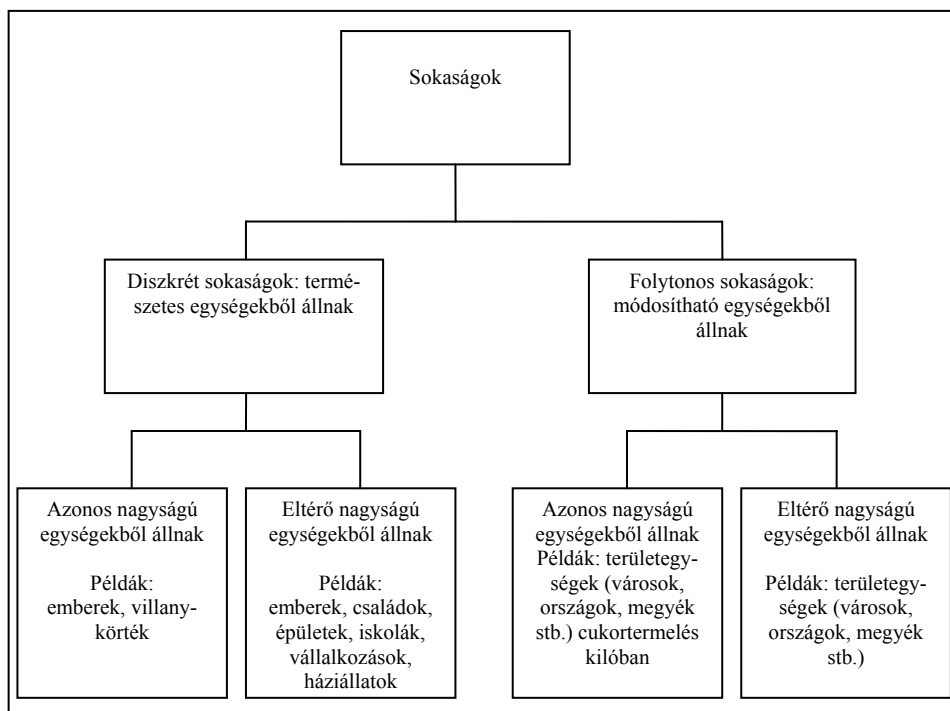 Sokaságok
Diszkrét sokaságok: termé-
szetes egységekből állnak
Folytonos sokaságok:
módosítható egységekből
állnak
Azonos nagyságú
egységekből állnak
Példák:
emberek, villany-
körték
Eltérő nagyságú
egységekből állnak
Példák:
emberek, családok,
épületek, iskolák,
vállalkozások,
háziállatok
Azonos nagyságú
egységekből állnak
Példák: területegy-
ségek (városok,
országok, megyék
stb.) cukortermelés
kilóban
Eltérő nagyságú
egységekből állnak
Példák: területegy-
ségek (városok,
országok, megyék
stb.)